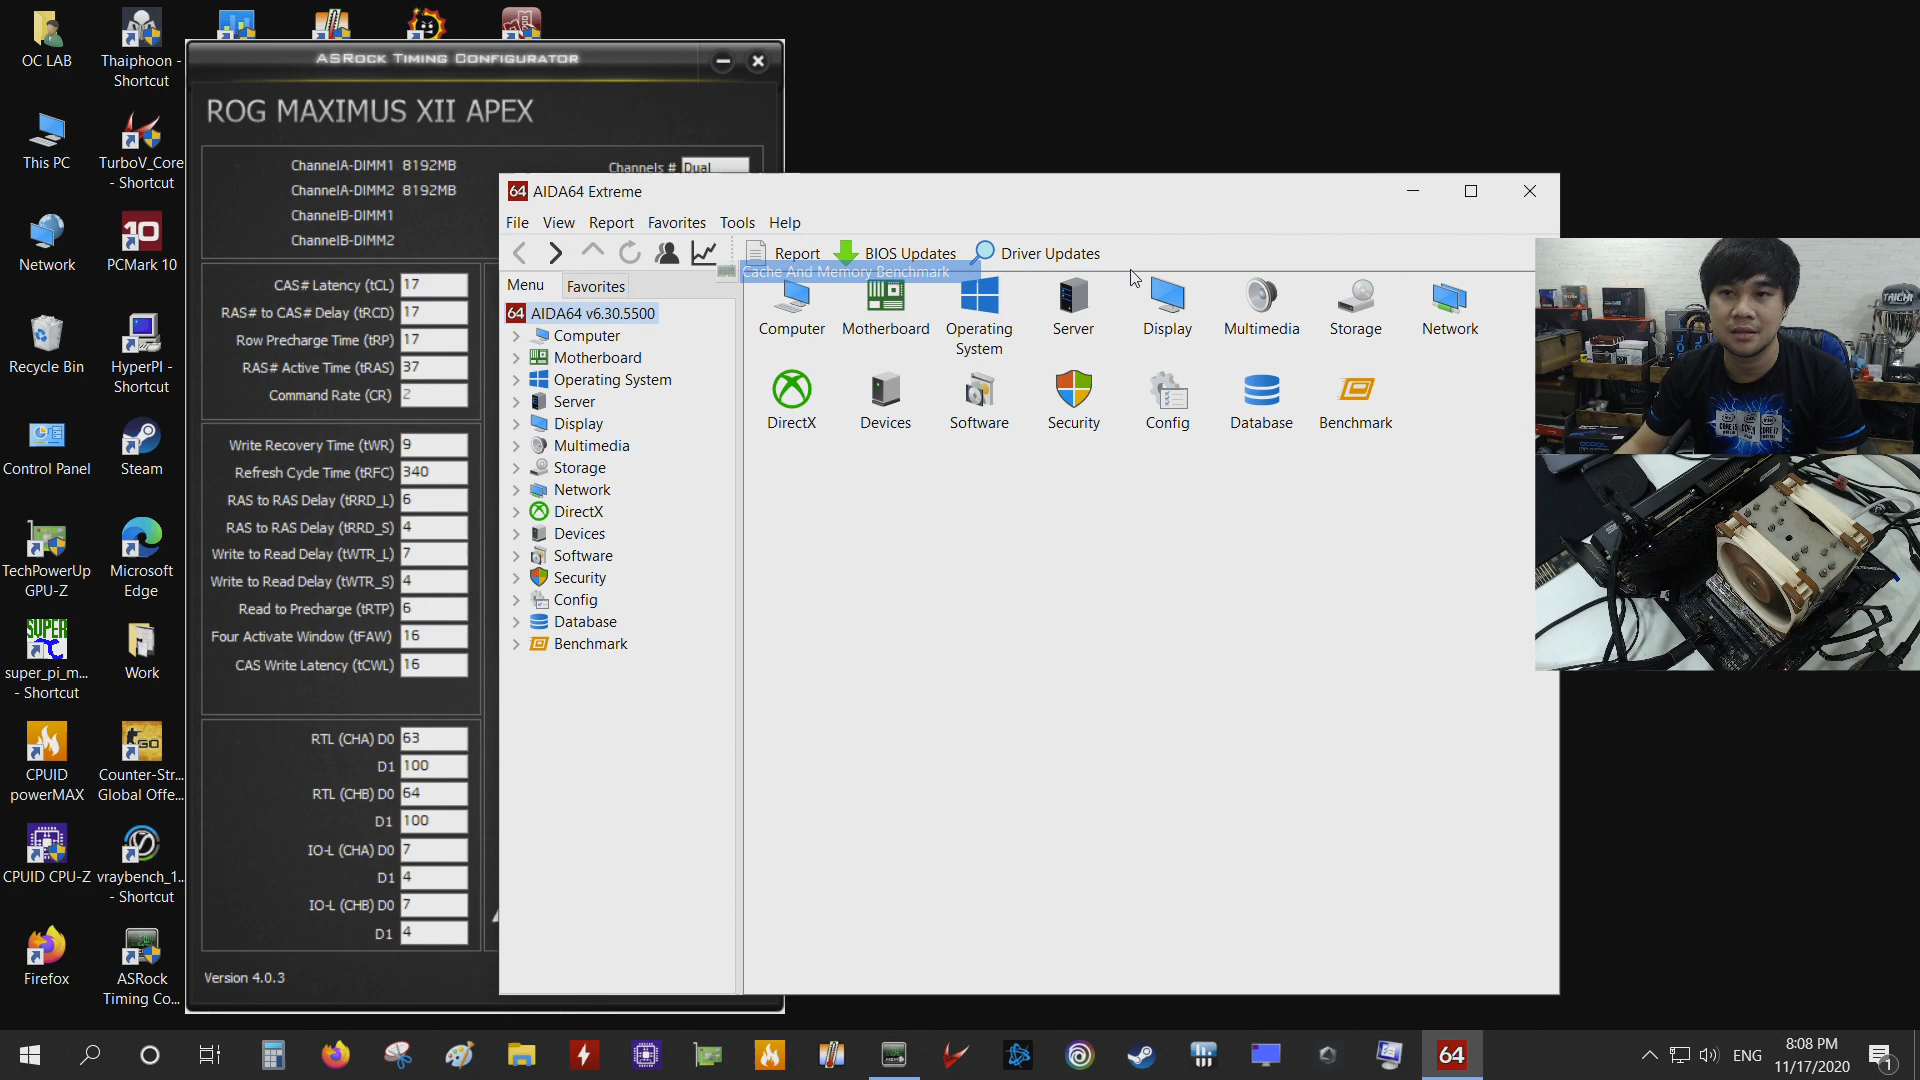 OC LAB
Thaiphoon -
Shortcut
This PC
TurboV_Core
- Shortcut
Network
PCMark 10
Recycle Bin
HyperPI -
Shortcut
Control Panel
Steam
TechPowerUp
GPU-Z
Microsoft
Edge
super_pi_m...
- Shortcut
Work
CPUID
powerMAX
Counter-Str...
Global Offe...
CPUID CPU-Z
vraybench_1...
- Shortcut
Firefox
ASRock
Timing Co...
ASRock Timing Configurator
ROG MAXIMUS XII APEX
ChannelA-DIMM1 8192MB
ChannelA-DIMM2 8192MB
ChannelB-DIMM1
ChannelB-DIMM2
Channels # Dual
CAS# Latency (tCL) 17
RAS# to CAS# Delay (tRCD) 17
Row Precharge Time (tRP) 17
RAS# Active Time (tRAS) 37
Command Rate (CR) 2
Write Recovery Time (tWR) 9
Refresh Cycle Time (tRFC) 340
RAS to RAS Delay (tRRD_L) 6
RAS to RAS Delay (tRRD_S) 4
Write to Read Delay (tWTR_L) 7
Write to Read Delay (tWTR_S) 4
Read to Precharge (tRTP) 6
Four Activate Window (tFAW) 16
CAS Write Latency (tCWL) 16
RTL (CHA) D0 63
D1 100
RTL (CHB) D0 64
D1 100
IO-L (CHA) D0 7
D1 4
IO-L (CHB) D0 7
D1 4
Version 4.0.3
64 AIDA64 Extreme
File View Report Favorites Tools Help
Report BIOS Updates Driver Updates
Cache And Memory Benchmark
Menu Favorites
64 AIDA64 v6.30.5500
Computer
Motherboard
Operating System
Server
Display
Multimedia
Storage
Network
DirectX
Devices
Software
Security
Config
Database
Benchmark
Computer Motherboard Operating System Server Display Multimedia Storage Network
DirectX Devices Software Security Config Database Benchmark
TAICHI
ENG
8:08 PM
11/17/2020
1
64